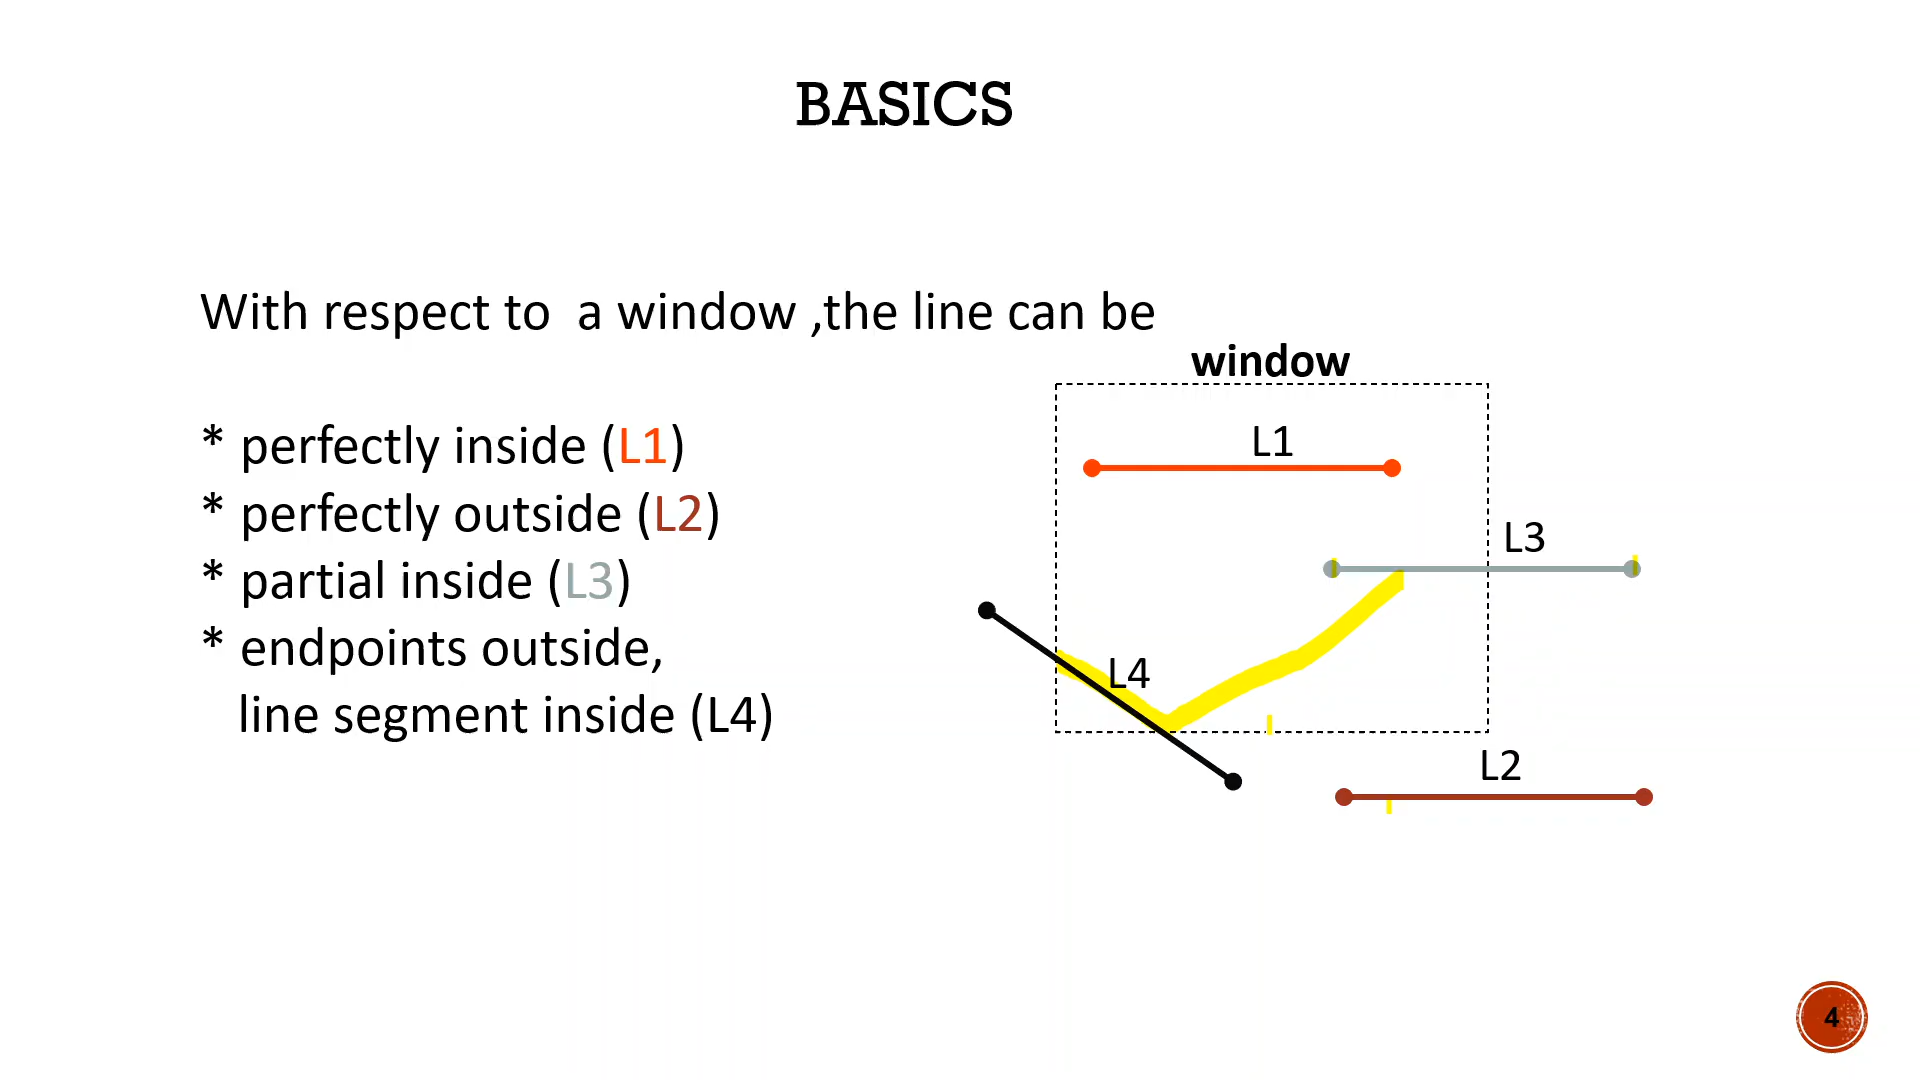 BASICS
With respect to  a window ,the line can be
window
* perfectly inside (L1)
* perfectly outside (L2)
* partial inside (L3)
* endpoints outside,
line segment inside (L4)
L1
L3
L4
L2
4